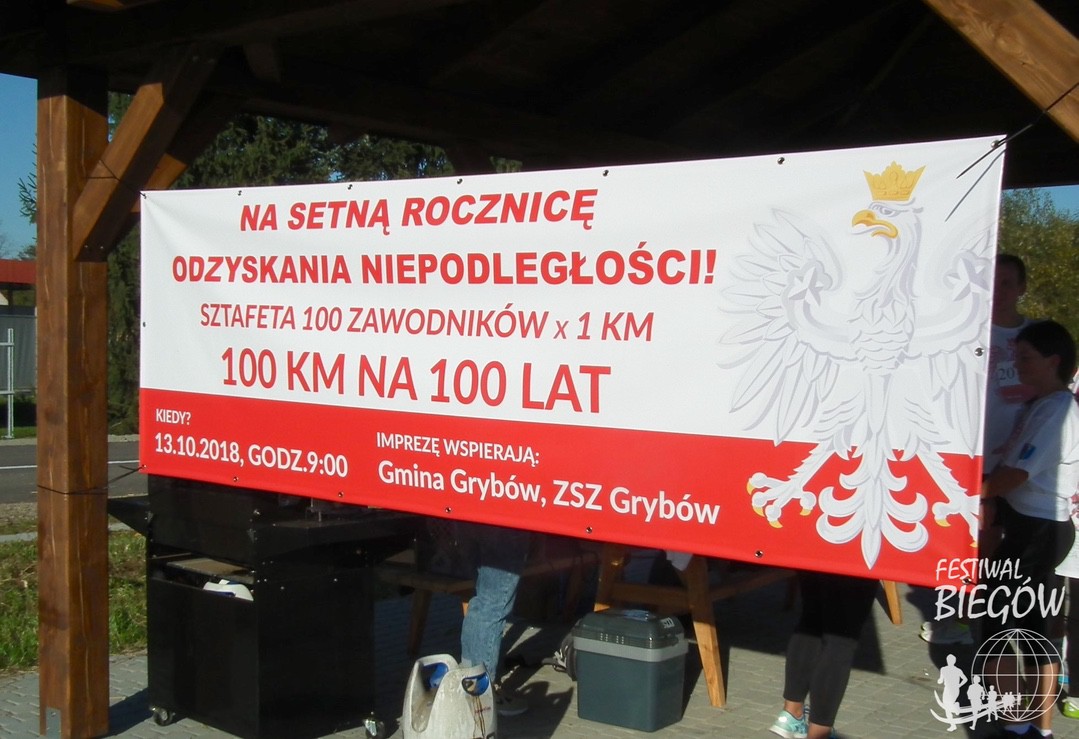 NA SETNĄ ROCZNICĘ
ODZYSKANIA NIEPODLEGŁOŚCI!
SZTAFETA 100 ZAWODNIKÓW x 1 KM
100 KM NA 100 LAT
KIEDY?
13.10.2018, GODZ.9:00
IMPREZĘ WSPIERAJĄ:
Gmina Grybów, ZSZ Grybów
FESTIWAL
BIEGÓW